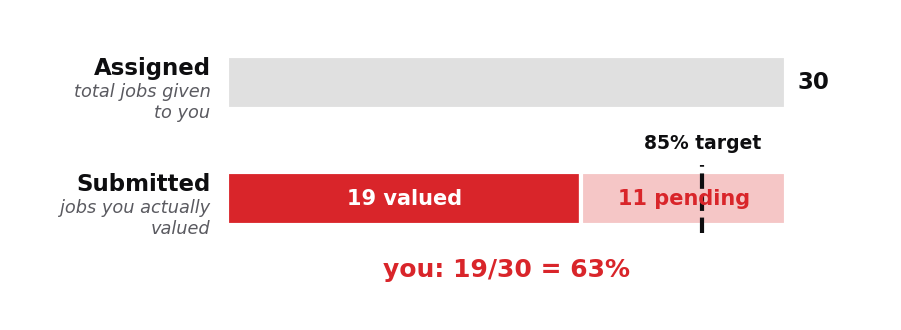 Assigned
total jobs given
to you
30
85% target
Submitted
jobs you actually
valued
19 valued
11 pending
you: 19/30 = 63%